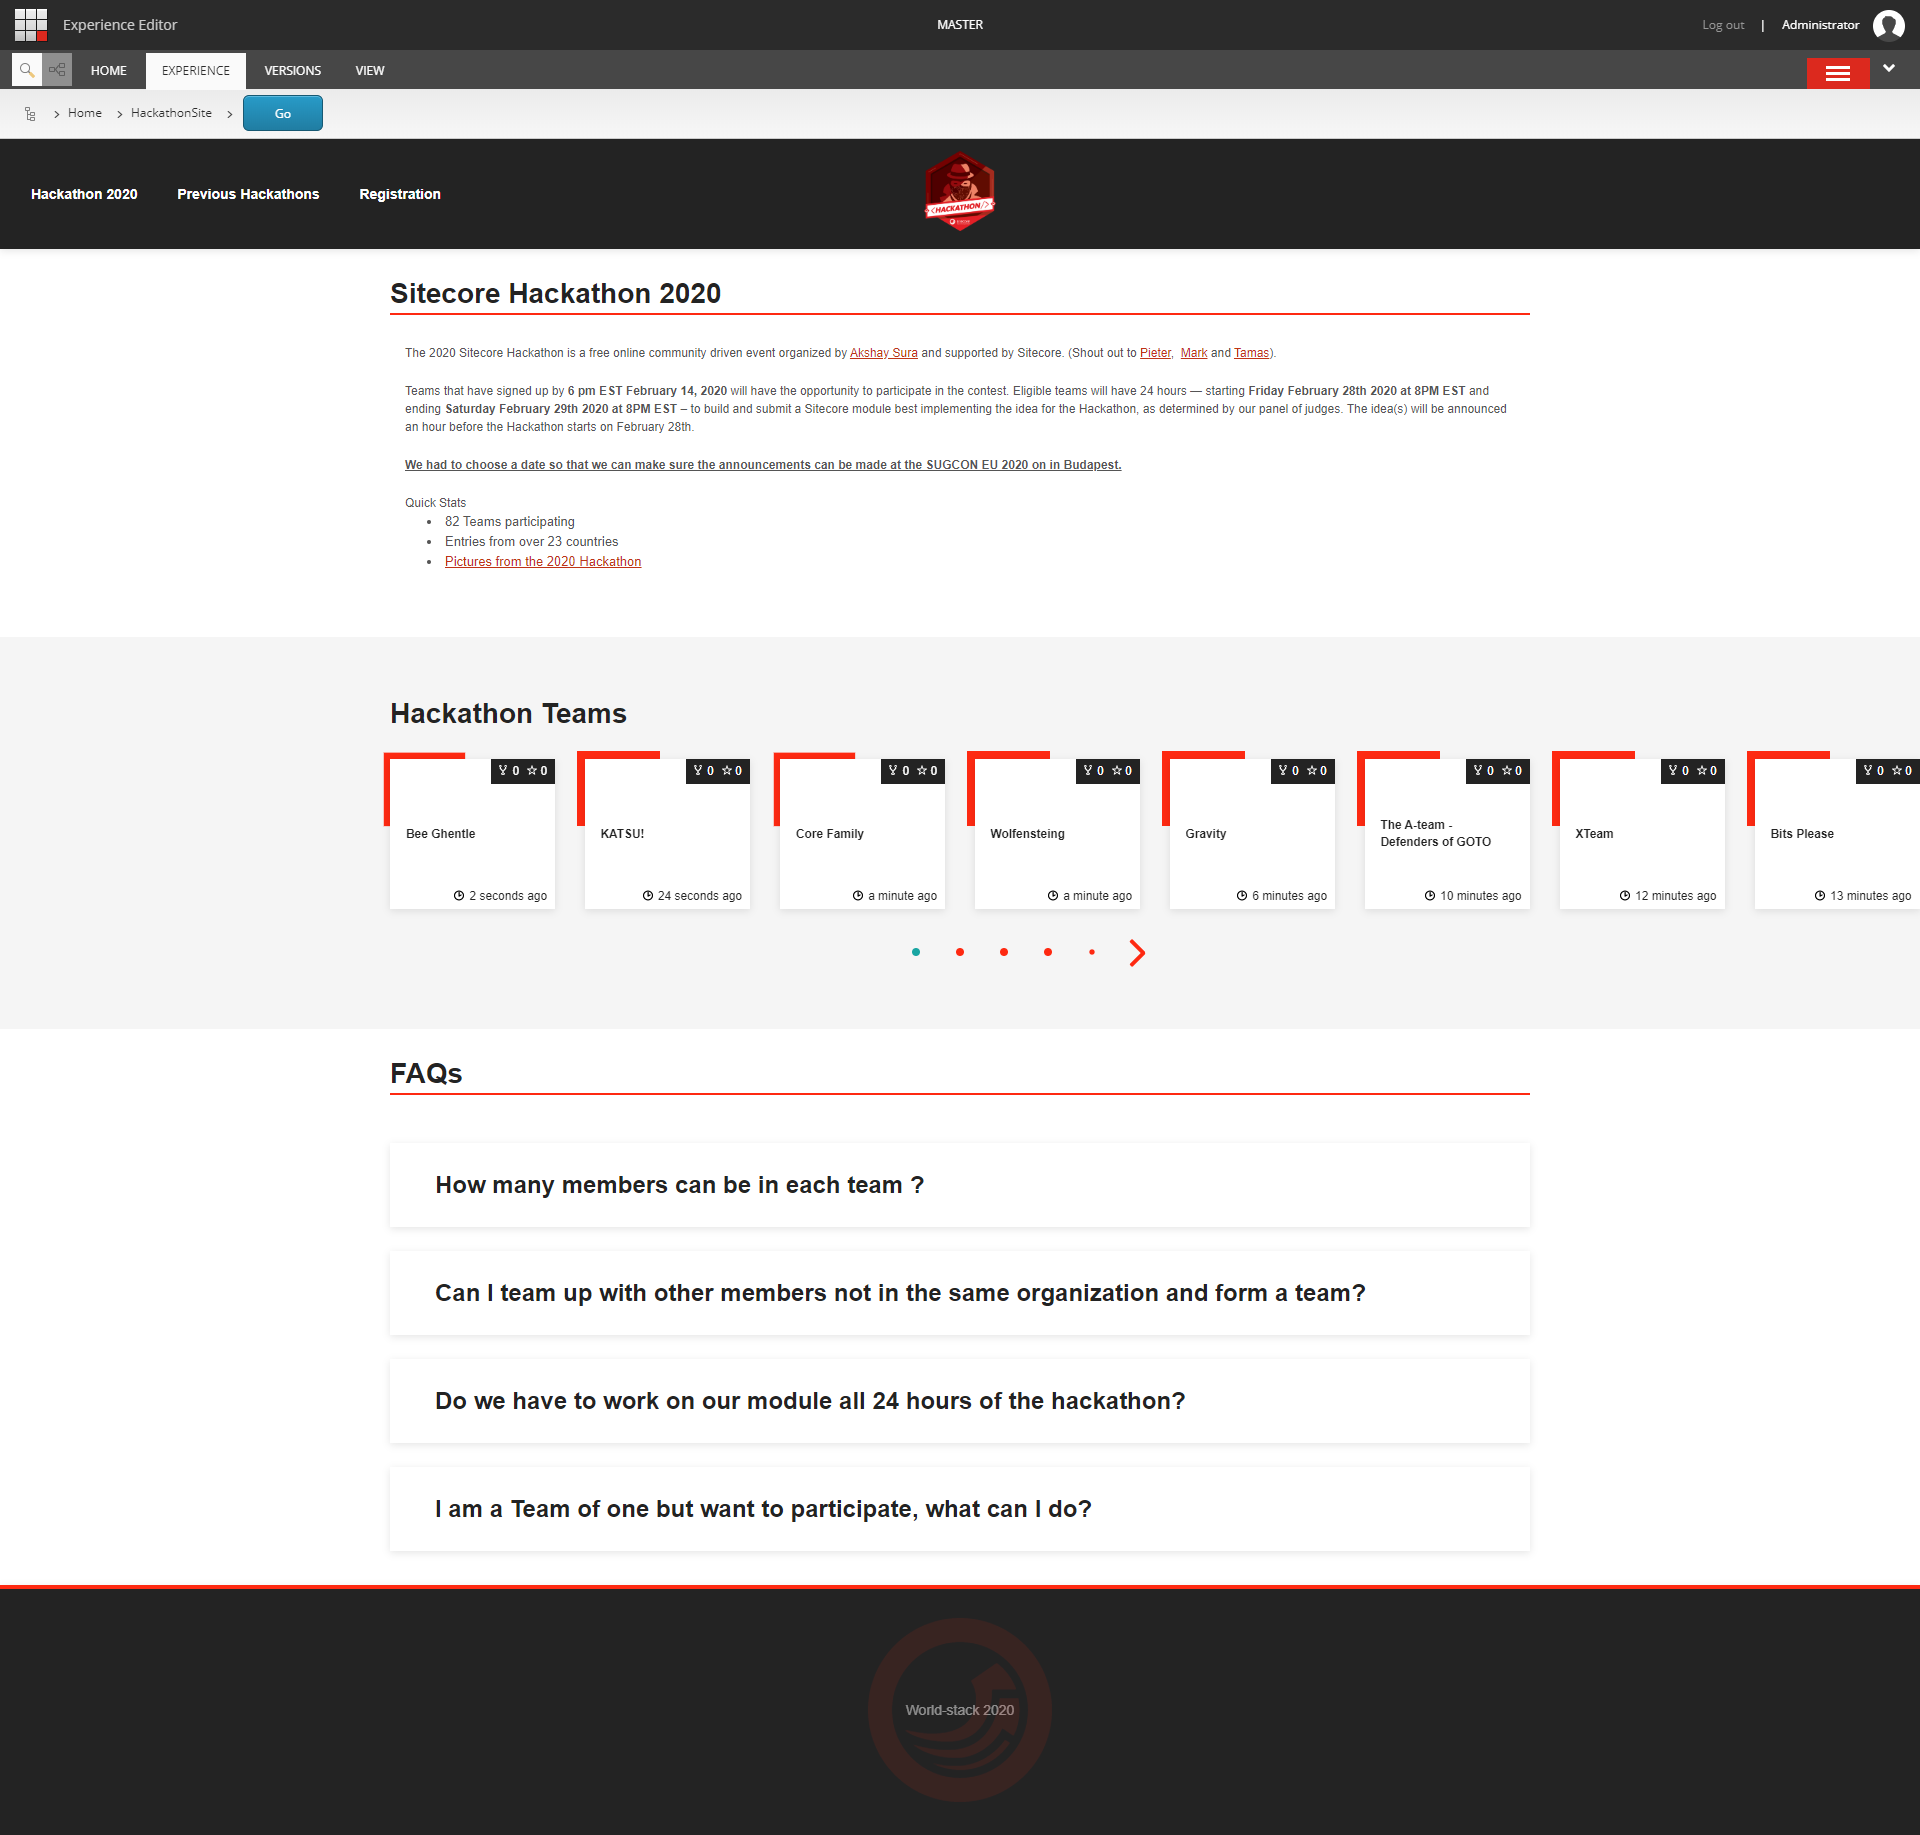 Experience Editor
MASTER
Log out | Administrator
HOME EXPERIENCE VERSIONS VIEW
Home HackathonSite Go
Hackathon 2020 Previous Hackathons Registration
<HACKATHON/>
Sitecore Hackathon 2020
The 2020 Sitecore Hackathon is a free online community driven event organized by Akshay Sura and supported by Sitecore. (Shout out to Pieter, Mark and Tamas).
Teams that have signed up by 6 pm EST February 14, 2020 will have the opportunity to participate in the contest. Eligible teams will have 24 hours — starting Friday February 28th 2020 at 8PM EST and
ending Saturday February 29th 2020 at 8PM EST – to build and submit a Sitecore module best implementing the idea for the Hackathon, as determined by our panel of judges. The idea(s) will be announced
an hour before the Hackathon starts on February 28th.
We had to choose a date so that we can make sure the announcements can be made at the SUGCON EU 2020 on in Budapest.
Quick Stats
• 82 Teams participating
• Entries from over 23 countries
• Pictures from the 2020 Hackathon
Hackathon Teams
0 0
Bee Ghentle
2 seconds ago
0 0
KATSU!
24 seconds ago
0 0
Core Family
a minute ago
0 0
Wolfensteing
a minute ago
0 0
Gravity
6 minutes ago
0 0
The A-team -
Defenders of GOTO
10 minutes ago
0 0
XTeam
12 minutes ago
0 0
Bits Please
13 minutes ago
FAQs
How many members can be in each team ?
Can I team up with other members not in the same organization and form a team?
Do we have to work on our module all 24 hours of the hackathon?
I am a Team of one but want to participate, what can I do?
World-stack 2020